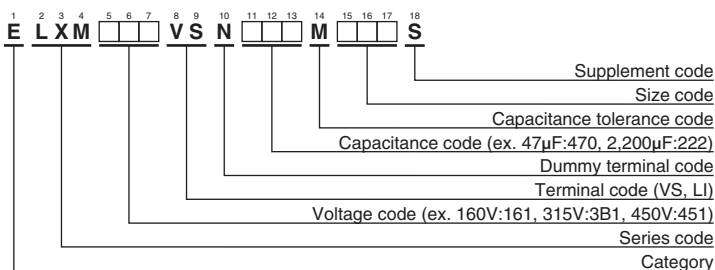 1 2 3 4 5 6 7 8 9 10 11 12 13 14 15 16 17 18
E L X M □□□ V S N □□□ M □□□ S
Supplement code
Size code
Capacitance tolerance code
Capacitance code (ex. 47µF:470, 2,200µF:222)
Dummy terminal code
Terminal code (VS, LI)
Voltage code (ex. 160V:161, 315V:3B1, 450V:451)
Series code
Category